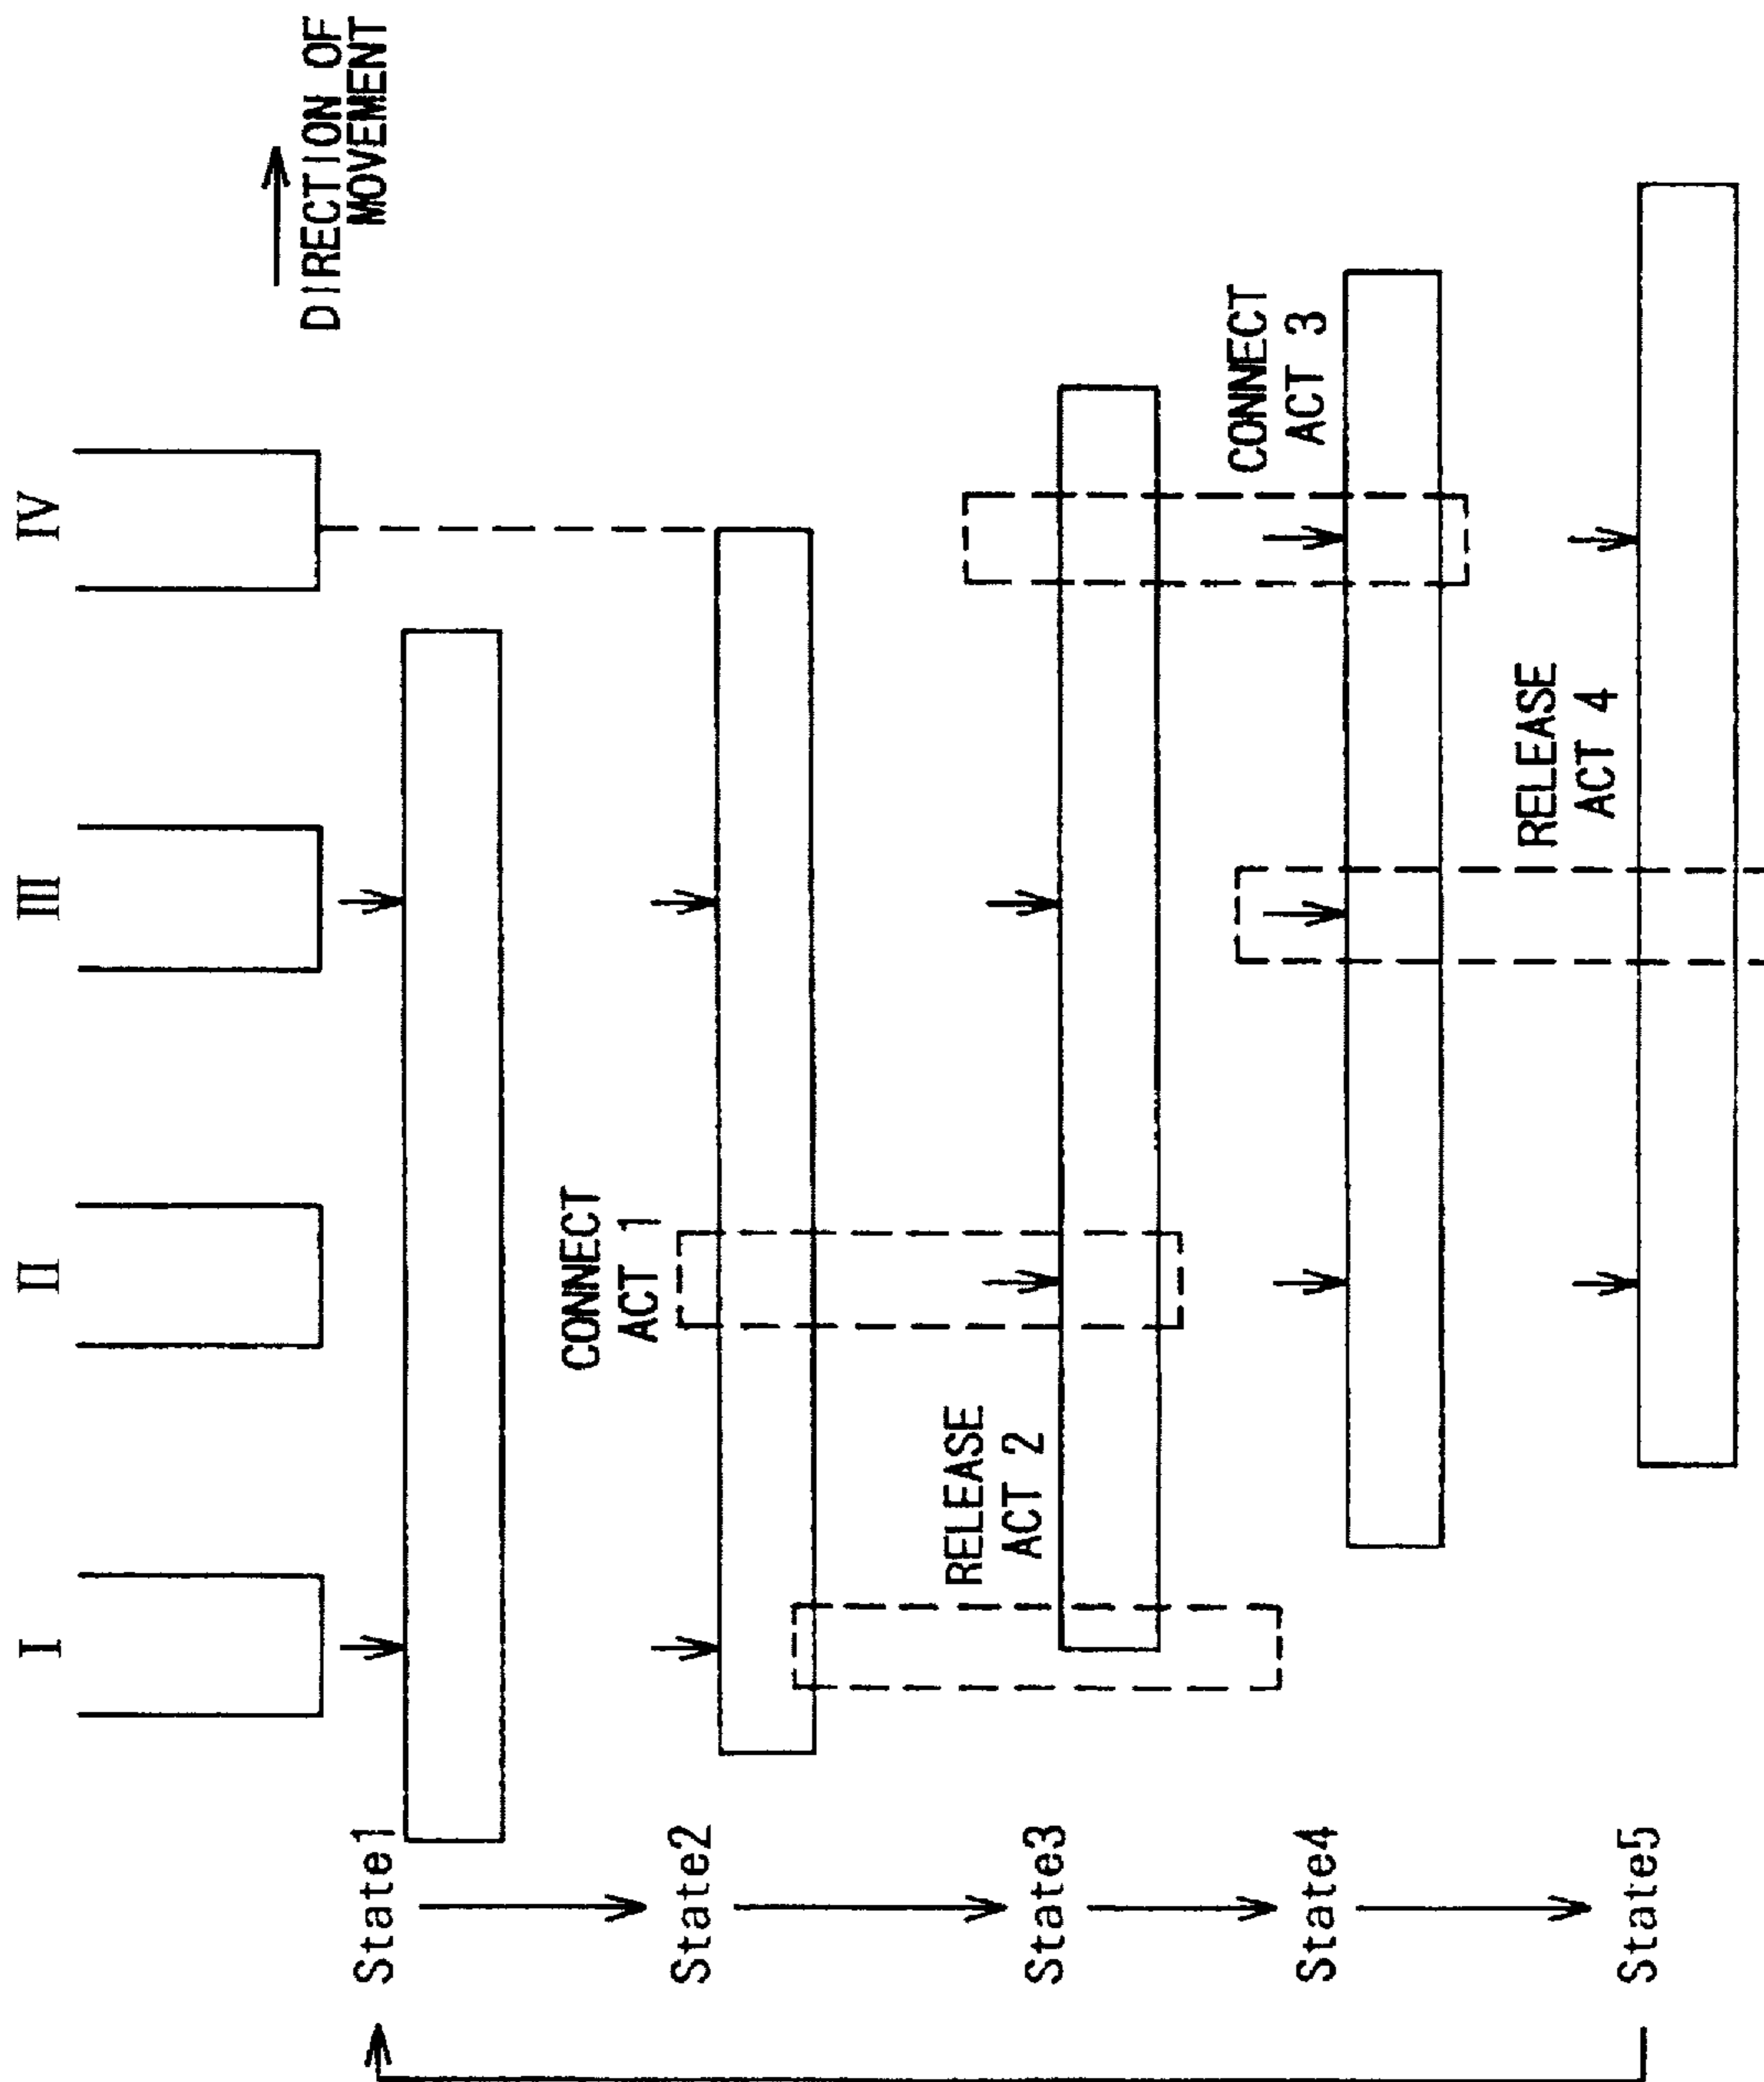 I
II
III
IV
DIRECTION OF
MOVEMENT
State1
State2
CONNECT
ACT 1
State3
RELEASE
ACT 2
State4
CONNECT
ACT 3
State5
RELEASE
ACT 4